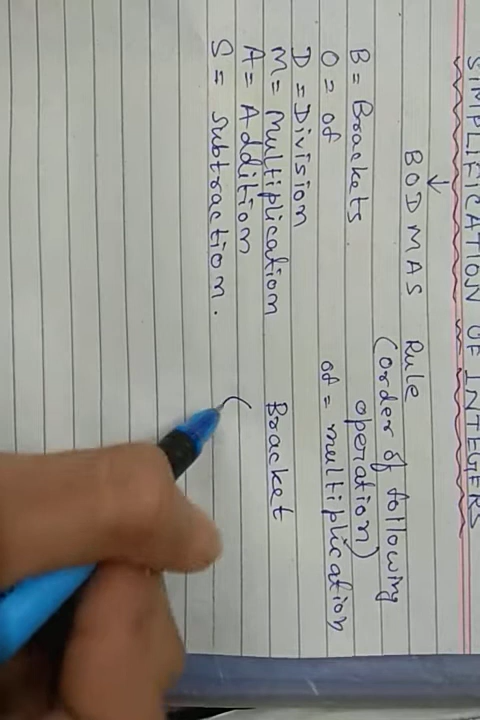 SIMPLIFICATION OF INTEGERS
↓
BODMAS Rule
(order of following
operation)
B = Brackets
O = of of = multiplication
D = Division
M = Multiplication Bracket
A = Addition (
S = Subtraction.